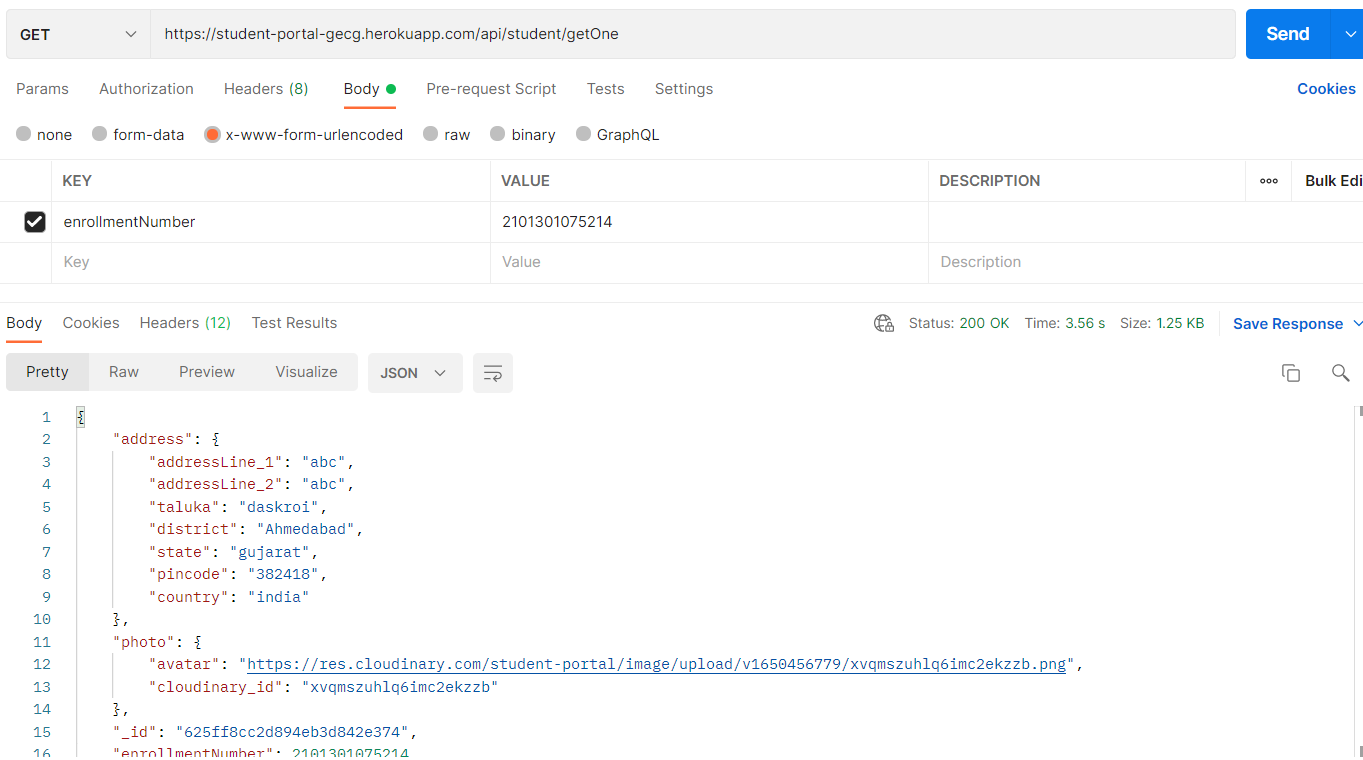 GET https://student-portal-gecg.herokuapp.com/api/student/getOne Send
Params Authorization Headers (8) Body Pre-request Script Tests Settings Cookies
none form-data x-www-form-urlencoded raw binary GraphQL
KEY VALUE DESCRIPTION Bulk Edi
enrollmentNumber 2101301075214
Key Value Description
Body Cookies Headers (12) Test Results Status: 200 OK Time: 3.56 s Size: 1.25 KB Save Response
Pretty Raw Preview Visualize JSON
1 {
2 "address": {
3 "addressLine_1": "abc",
4 "addressLine_2": "abc",
5 "taluka": "daskroi",
6 "district": "Ahmedabad",
7 "state": "gujarat",
8 "pincode": "382418",
9 "country": "india"
10 },
11 "photo": {
12 "avatar": "https://res.cloudinary.com/student-portal/image/upload/v1650456779/xvqmszuhlq6imc2ekzzb.png",
13 "cloudinary_id": "xvqmszuhlq6imc2ekzzb"
14 },
15 "_id": "625ff8cc2d894eb3d842e374",
16 "enrollmentNumber": 2101301075214